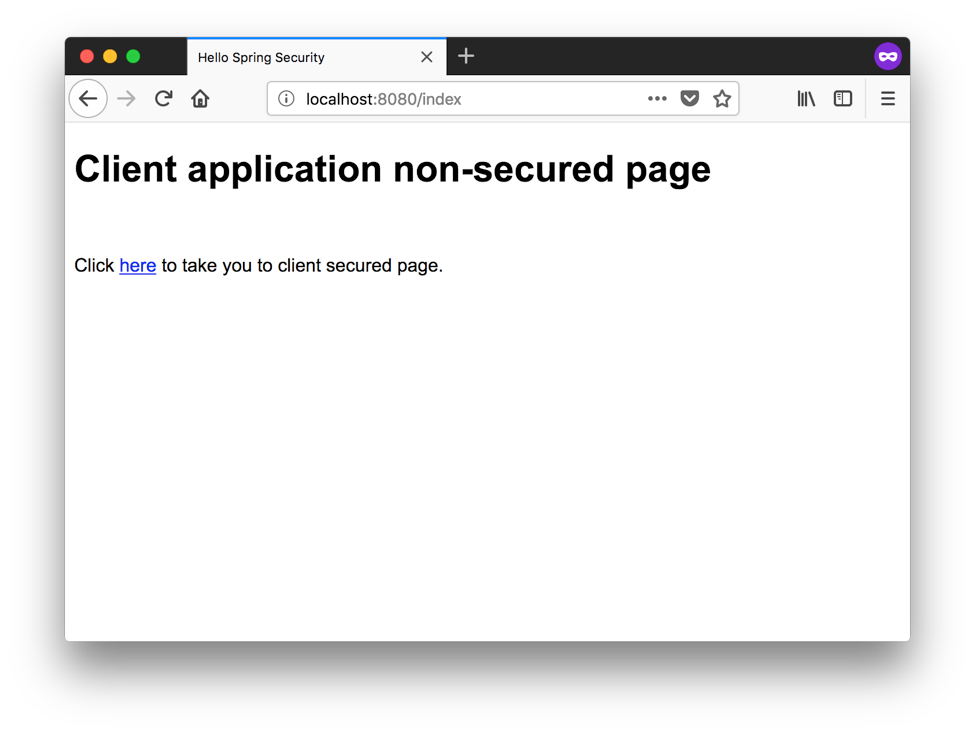 Hello Spring Security
localhost:8080/index
Client application non-secured page
Click here to take you to client secured page.